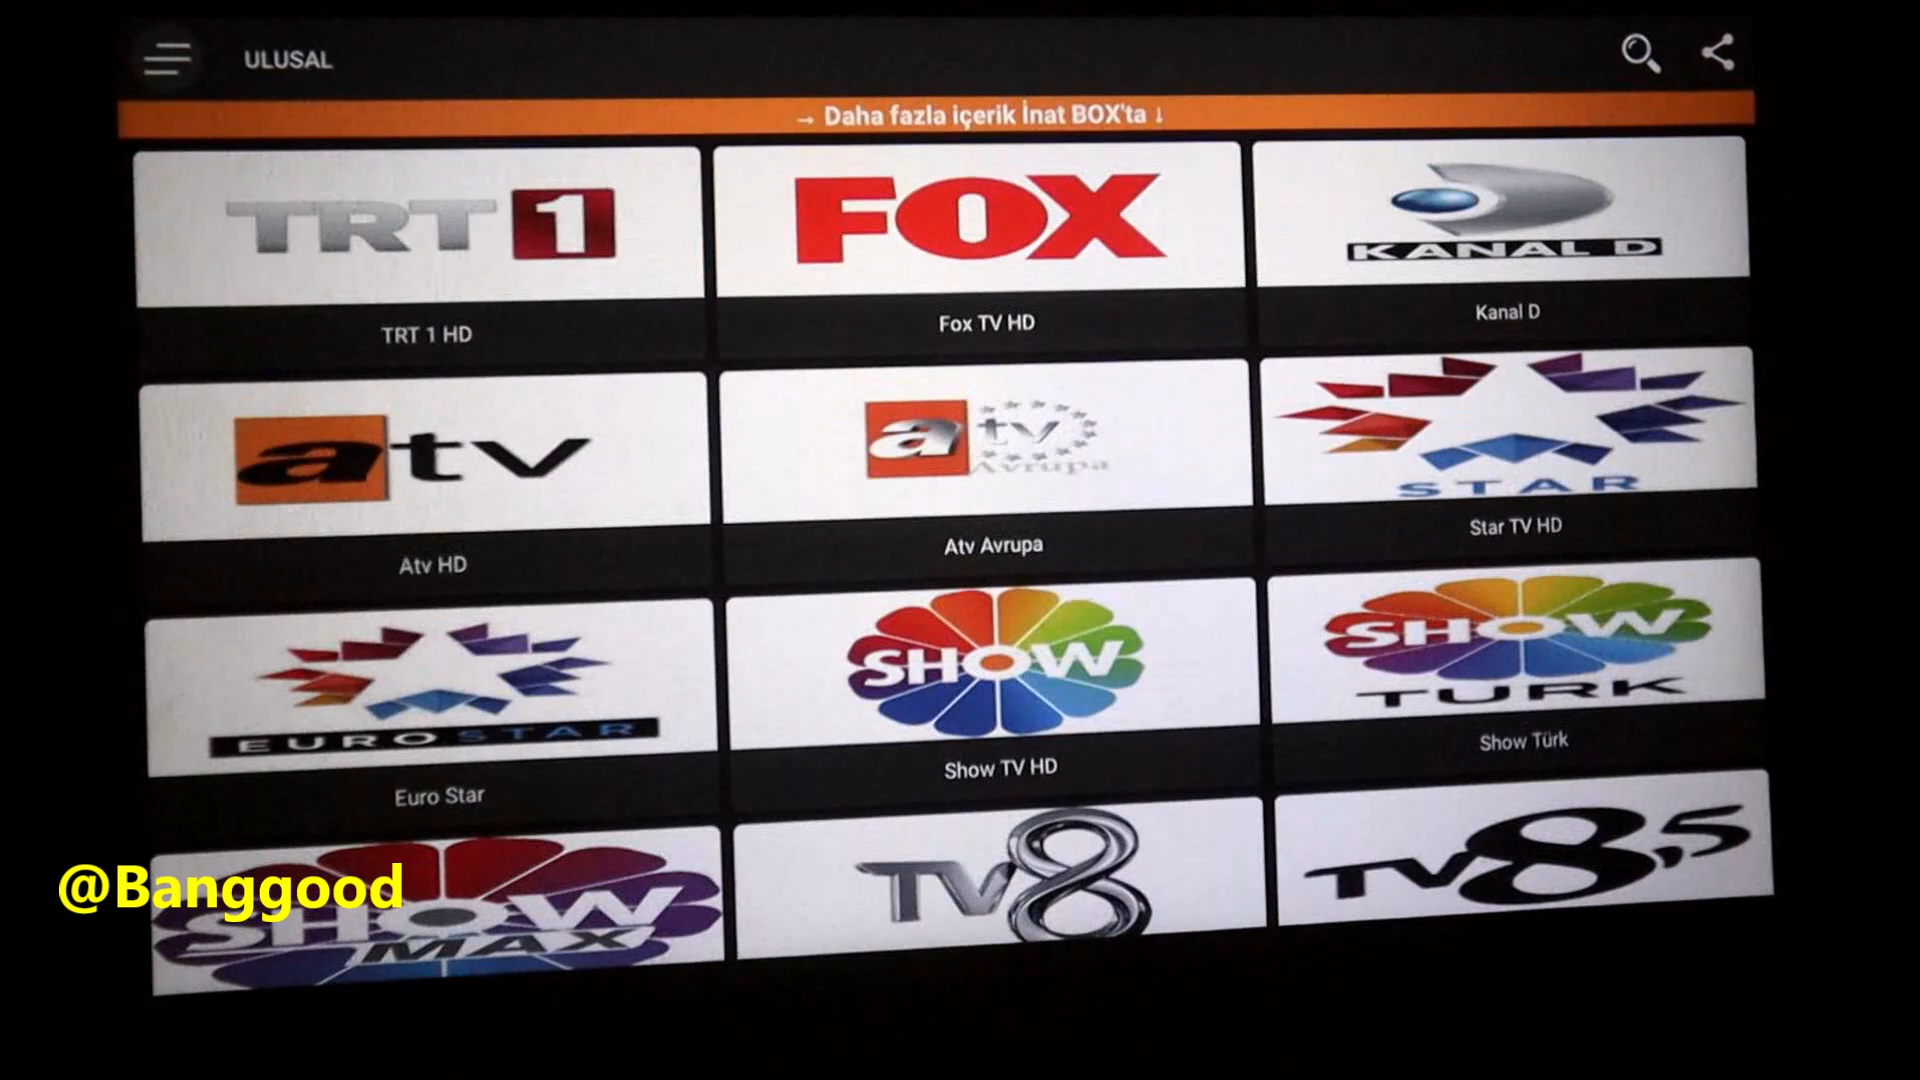 ULUSAL
→ Daha fazla içerik İnat BOX'ta ↓
TRT 1
FOX
KANAL D
TRT 1 HD
Fox TV HD
Kanal D
atv
atv
Avrupa
STAR
Atv HD
Atv Avrupa
Star TV HD
EUROSTAR
SHOW
SHOW
TURK
Euro Star
Show TV HD
Show Türk
SHOW
MAX
TV8
TV8,5
@Banggood